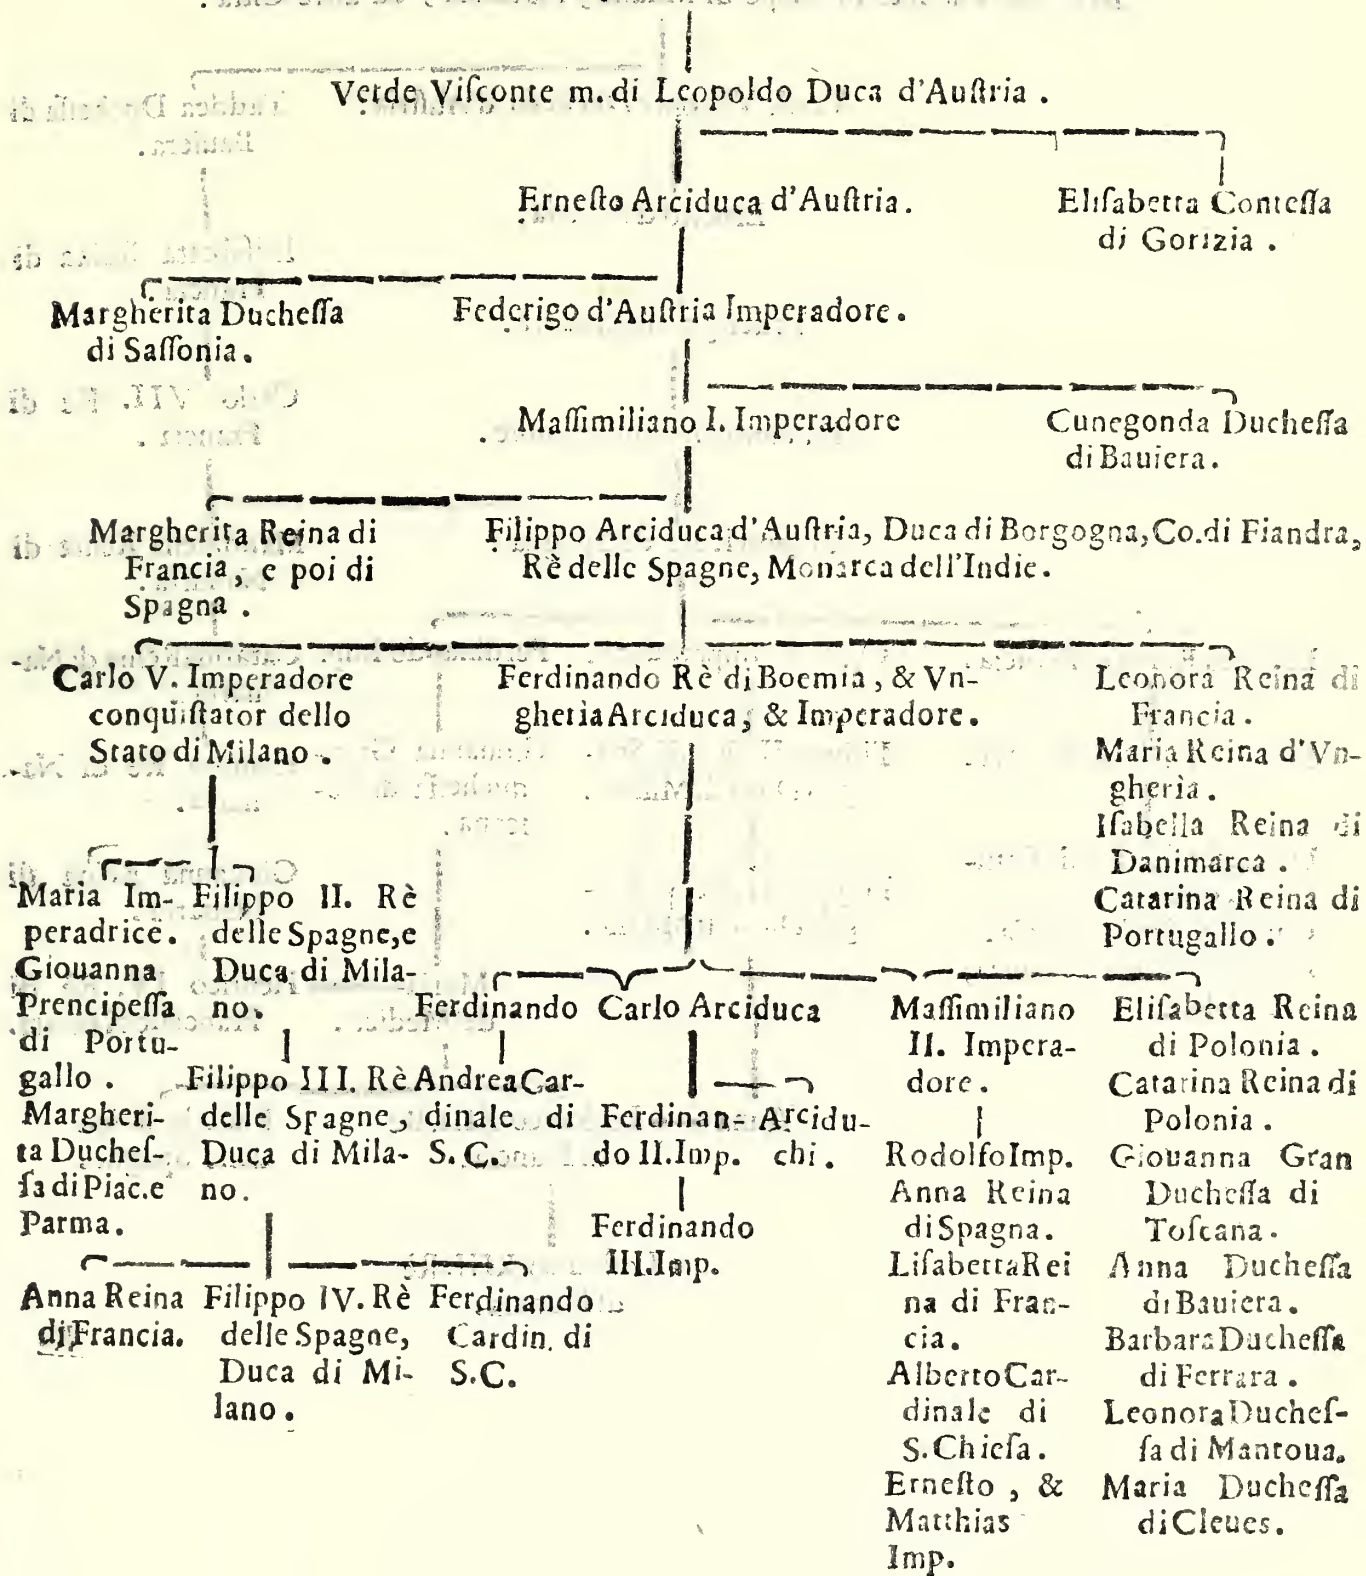 Verde Viſconte m. di Leopoldo Duca d'Auſtria .
Erneſto Arciduca d'Auſtria.
Eliſabetta Conteſſa
di Gorizia .
Margherita Ducheſſa
di Saſſonia.
Federigo d'Auſtria Imperadore.
Maſſimiliano I. Imperadore
Cunegonda Ducheſſa
di Bauiera.
Margherita Reina di
Francia, e poi di
Spagna .
Filippo Arciduca d'Auſtria, Duca di Borgogna, Co. di Fiandra,
Rè delle Spagne, Monarca dell'Indie.
Carlo V. Imperadore
conquiſtator dello
Stato di Milano .
Ferdinando Rè di Boemia , & Vn-
gheria Arciduca, & Imperadore.
Leonora Reina di
Francia.
Maria Reina d'Vn-
gheria.
Iſabella Reina di
Danimarca .
Catarina Reina di
Portugallo .
Maria Im-
peradrice.
Giouanna
Prencipeſſa
di Portu-
gallo .
Margheri-
ta Ducheſ-
ſa di Piac.e
Parma.
Filippo II. Rè
delle Spagne, e
Duca di Mila-
no.
Filippo III. Rè
delle Spagne,
Duca di Mila-
no.
Ferdinando
Andrea Car-
dinale di
S. C.
Carlo Arciduca
Ferdinan-
do II. Imp.
Arcidu-
chi.
Ferdinando
III. Imp.
Maſſimiliano
II. Impera-
dore.
Rodolfo Imp.
Anna Reina
di Spagna.
Liſabetta Rei
na di Fran-
cia.
Alberto Car-
dinale di
S. Chieſa.
Erneſto , &
Matthias
Imp.
Eliſabetta Reina
di Polonia .
Catarina Reina di
Polonia .
Giouanna Gran
Ducheſſa di
Toſcana.
Anna Ducheſſa
di Bauiera.
Barbara Ducheſſa
di Ferrara .
Leonora Ducheſ-
ſa di Mantoua.
Maria Ducheſſa
di Cleues.
Anna Reina
di Francia.
Filippo IV. Rè
delle Spagne,
Duca di Mi-
lano .
Ferdinando
Cardin. di
S.C.